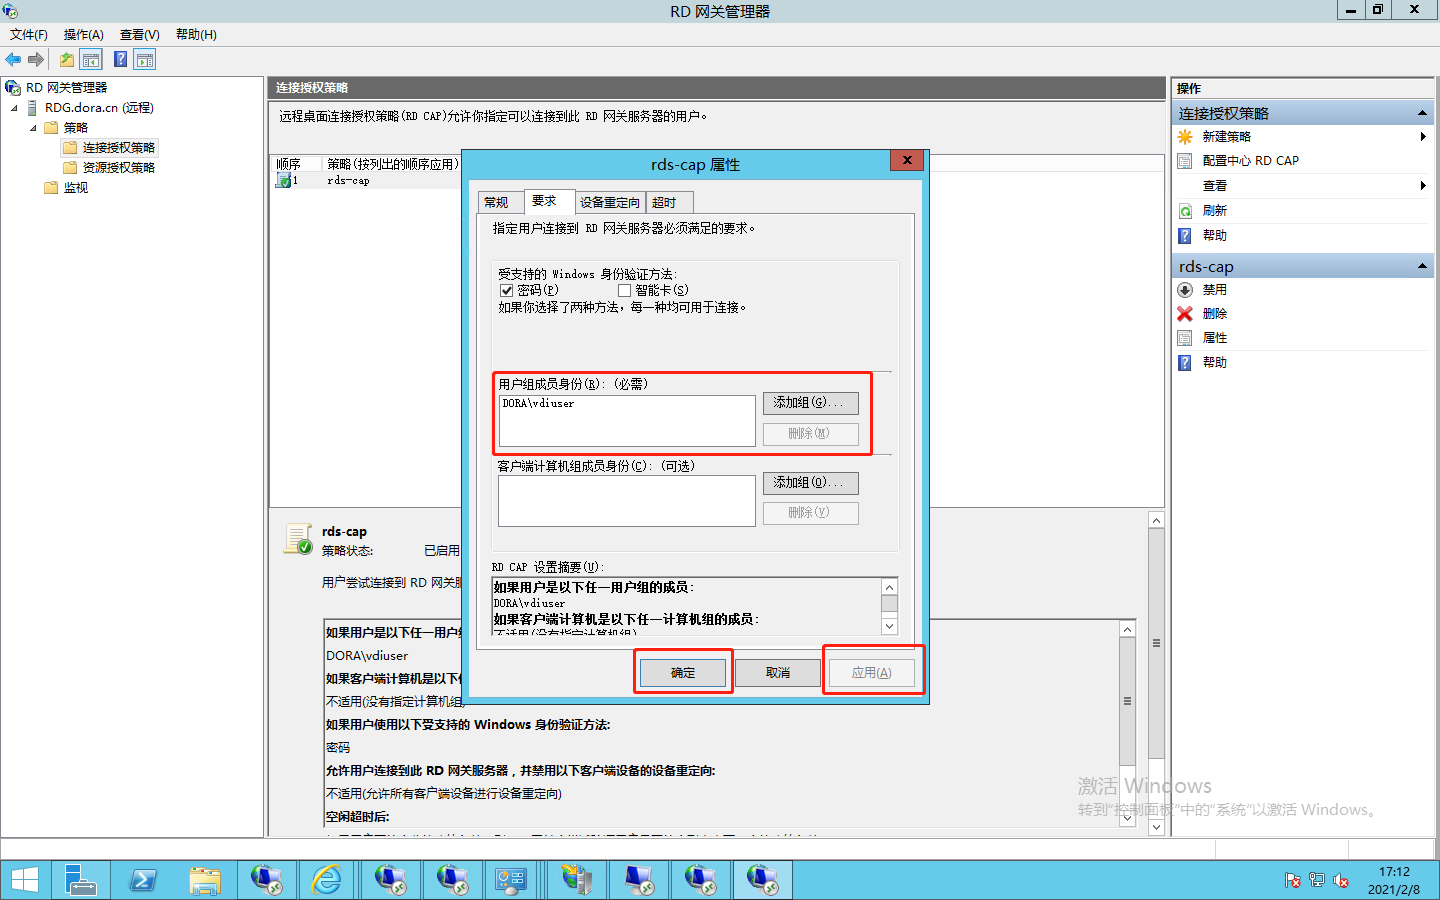 RD 网关管理器
文件(F) 操作(A) 查看(V) 帮助(H)
RD 网关管理器
RDG.dora.cn (远程)
策略
连接授权策略
资源授权策略
监视
连接授权策略
远程桌面连接授权策略(RD CAP)允许你指定可以连接到此 RD 网关服务器的用户。
顺序 策略(按列出的顺序应用)
1 rds-cap
rds-cap 属性
x
常规 要求 设备重定向 超时
指定用户连接到 RD 网关服务器必须满足的要求。
受支持的 Windows 身份验证方法:
密码(P) 智能卡(S)
如果你选择了两种方法，每一种均可用于连接。
用户组成员身份(R): (必需)
DORA\vdiuser
添加组(G)...
删除(M)
客户端计算机组成员身份(C): (可选)
添加组(O)...
删除(V)
RD CAP 设置摘要(U):
如果用户是以下任一用户组的成员:
DORA\vdiuser
如果客户端计算机是以下任一计算机组的成员:
不适用(没有指定计算机组)
确定 取消 应用(A)
rds-cap
策略状态: 已启用
用户尝试连接到 RD 网关服
如果用户是以下任一用户组
DORA\vdiuser
如果客户端计算机是以下任
不适用(没有指定计算机组)
如果用户使用以下受支持的 Windows 身份验证方法:
密码
允许用户连接到此 RD 网关服务器，并禁用以下客户端设备的设备重定向:
不适用(允许所有客户端设备进行设备重定向)
空闲超时后:
操作
连接授权策略
新建策略
配置中心 RD CAP
查看
刷新
帮助
rds-cap
禁用
删除
属性
帮助
激活 Windows
转到"控制面板"中的"系统"以激活 Windows。
17:12
2021/2/8